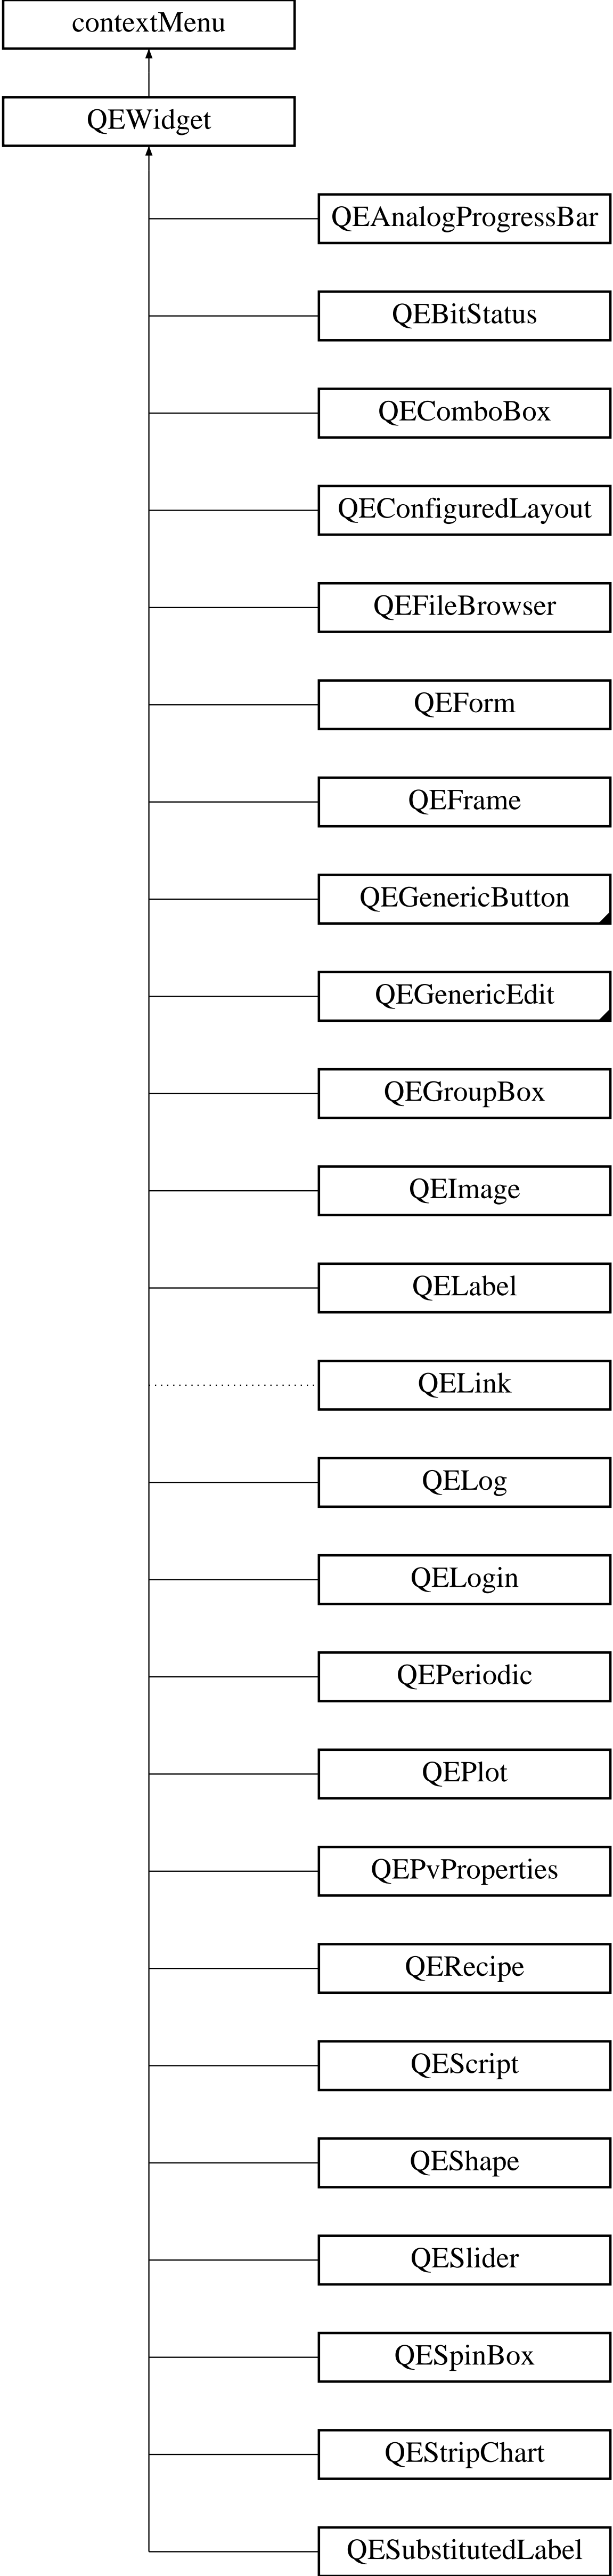 contextMenu
QEWidget
QEAnalogProgressBar
QEBitStatus
QEComboBox
QEConfiguredLayout
QEFileBrowser
QEForm
QEFrame
QEGenericButton
QEGenericEdit
QEGroupBox
QEImage
QELabel
QELink
QELog
QELogin
QEPeriodic
QEPlot
QEPvProperties
QERecipe
QEScript
QEShape
QESlider
QESpinBox
QEStripChart
QESubstitutedLabel